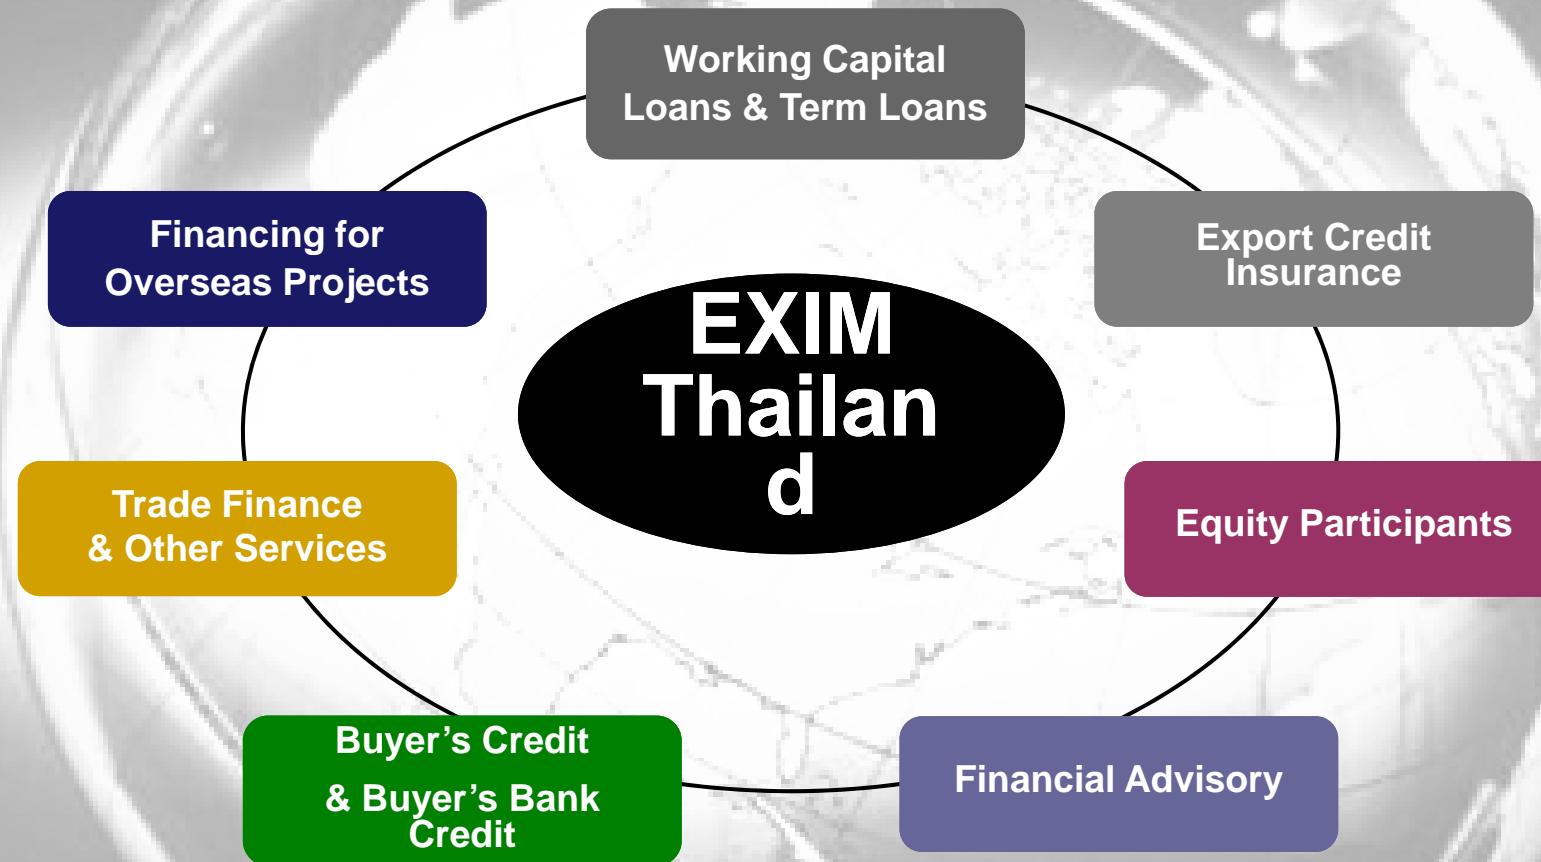 Working Capital
Loans & Term Loans
Financing for
Overseas Projects
Export Credit
Insurance
EXIM
Thailan
d
Trade Finance
& Other Services
Equity Participants
Buyer’s Credit
& Buyer’s Bank
Credit
Financial Advisory